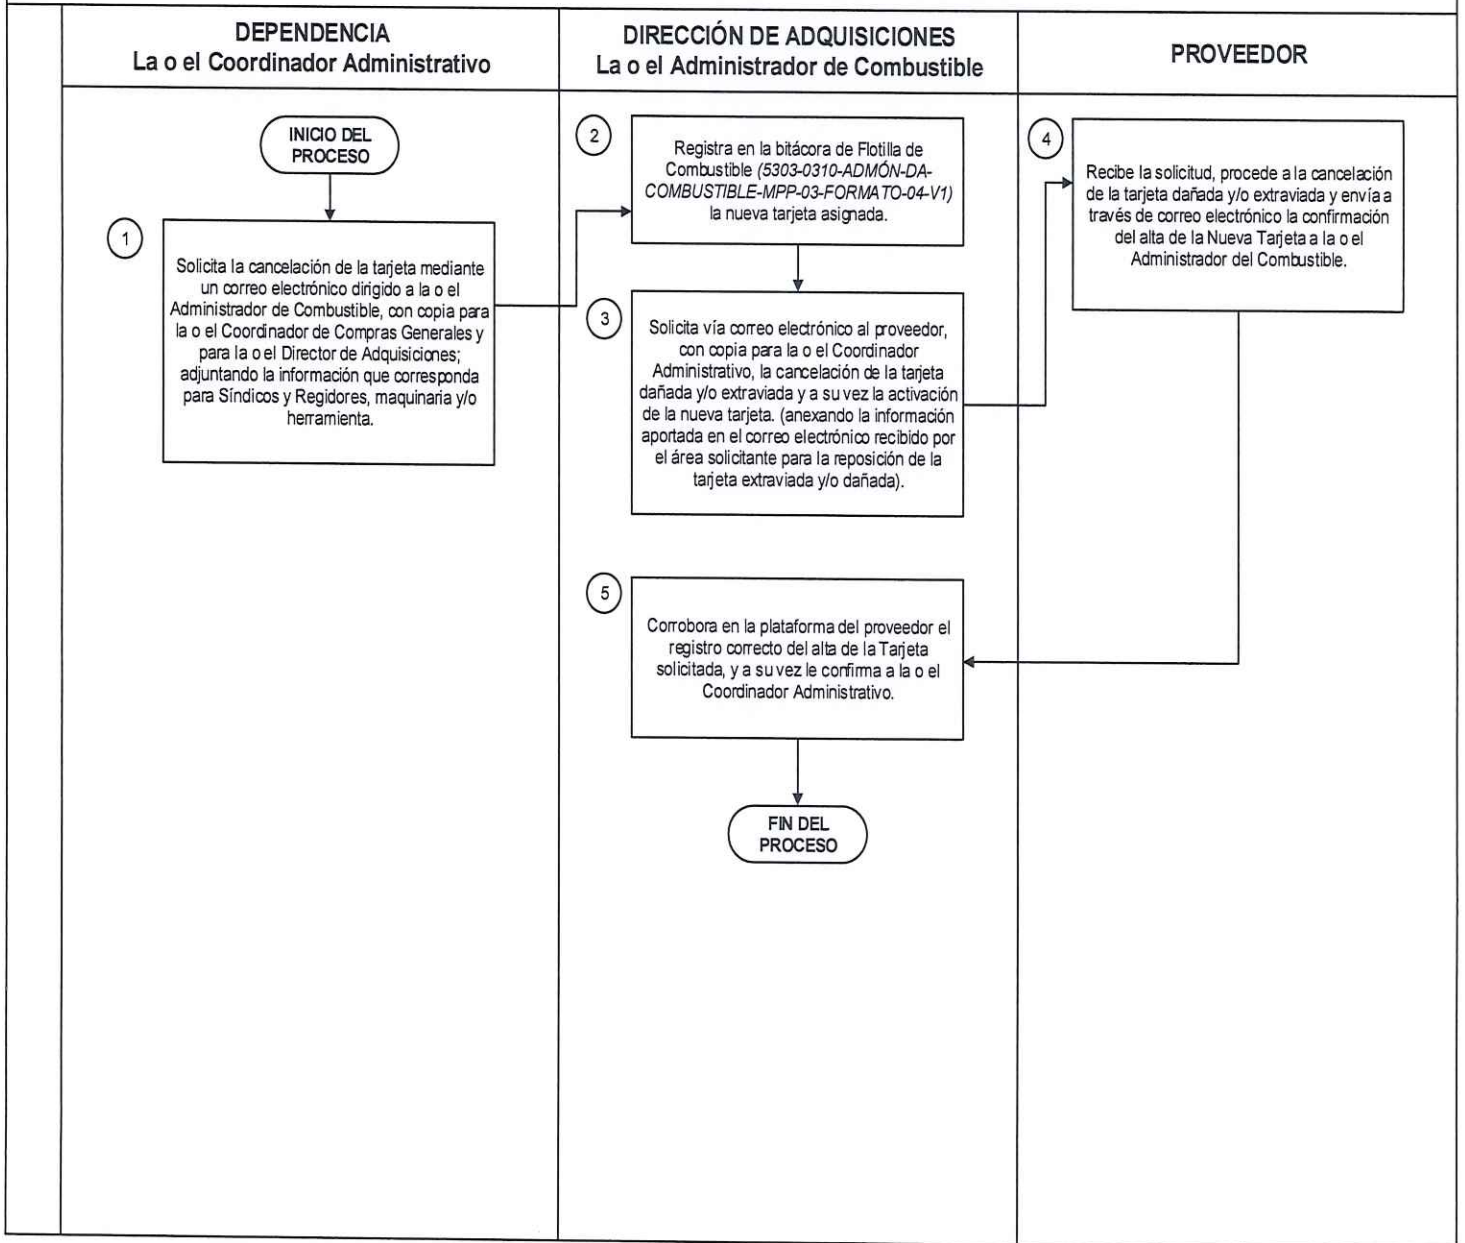 DEPENDENCIA
La o el Coordinador Administrativo
DIRECCIÓN DE ADQUISICIONES
La o el Administrador de Combustible
PROVEEDOR
INICIO DEL
PROCESO
1
Solicita la cancelación de la tarjeta mediante
un correo electrónico dirigido a la o el
Administrador de Combustible, con copia para
la o el Coordinador de Compras Generales y
para la o el Director de Adquisiciones;
adjuntando la información que corresponda
para Síndicos y Regidores, maquinaria y/o
herramienta.
2
Registra en la bitácora de Flotilla de
Combustible (5303-0310-ADMÓN-DA-
COMBUSTIBLE-MPP-03-FORMATO-04-V1)
la nueva tarjeta asignada.
3
Solicita vía correo electrónico al proveedor,
con copia para la o el Coordinador
Administrativo, la cancelación de la tarjeta
dañada y/o extraviada y a su vez la activación
de la nueva tarjeta. (anexando la información
aportada en el correo electrónico recibido por
el área solicitante para la reposición de la
tarjeta extraviada y/o dañada).
4
Recibe la solicitud, procede a la cancelación
de la tarjeta dañada y/o extraviada y envía a
través de correo electrónico la confirmación
del alta de la Nueva Tarjeta a la o el
Administrador del Combustible.
5
Corrobora en la plataforma del proveedor el
registro correcto del alta de la Tarjeta
solicitada, y a su vez le confirma a la o el
Coordinador Administrativo.
FIN DEL
PROCESO